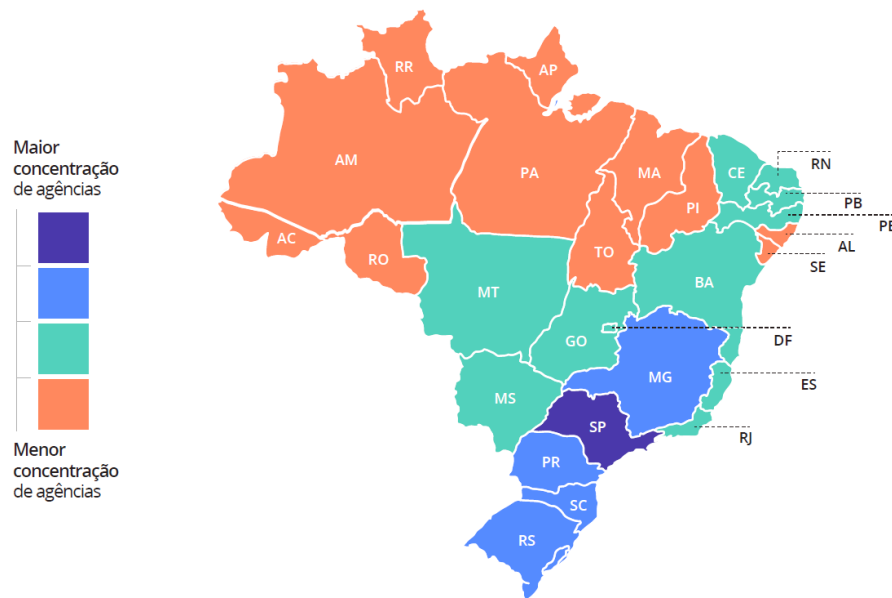 Maior
concentração
de agências
Menor
concentração
de agências
RR
AP
AM
PA
MA
CE
RN
PI
PB
PE
AC
RO
TO
AL
SE
MT
BA
GO
DF
MS
MG
ES
SP
RJ
PR
SC
RS